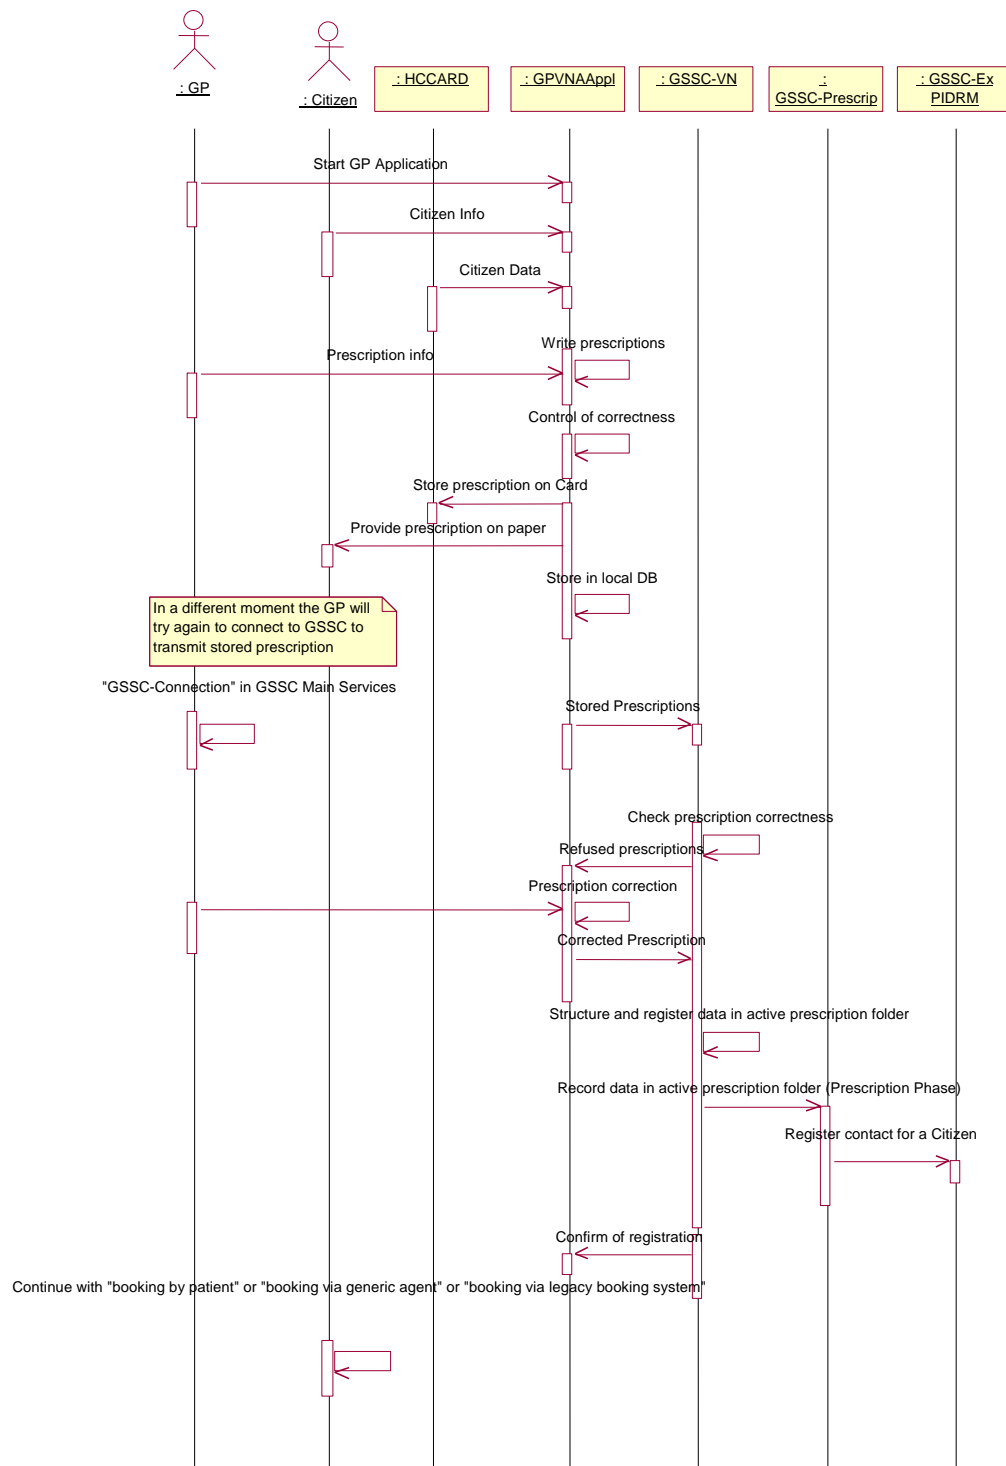 : GP
: Citizen
: HCCARD
: GPVNAAppl
: GSSC-VN
:
GSSC-Prescrip
: GSSC-Ex
PIDRM
Start GP Application
Citizen Info
Citizen Data
Write prescriptions
Prescription info
Control of correctness
Store prescription on Card
Provide prescription on paper
Store in local DB
In a different moment the GP will
try again to connect to GSSC to
transmit stored prescription
"GSSC-Connection" in GSSC Main Services
Stored Prescriptions
Check prescription correctness
Refused prescriptions
Prescription correction
Corrected Prescription
Structure and register data in active prescription folder
Record data in active prescription folder (Prescription Phase)
Register contact for a Citizen
Confirm of registration
Continue with "booking by patient" or "booking via generic agent" or "booking via legacy booking system"